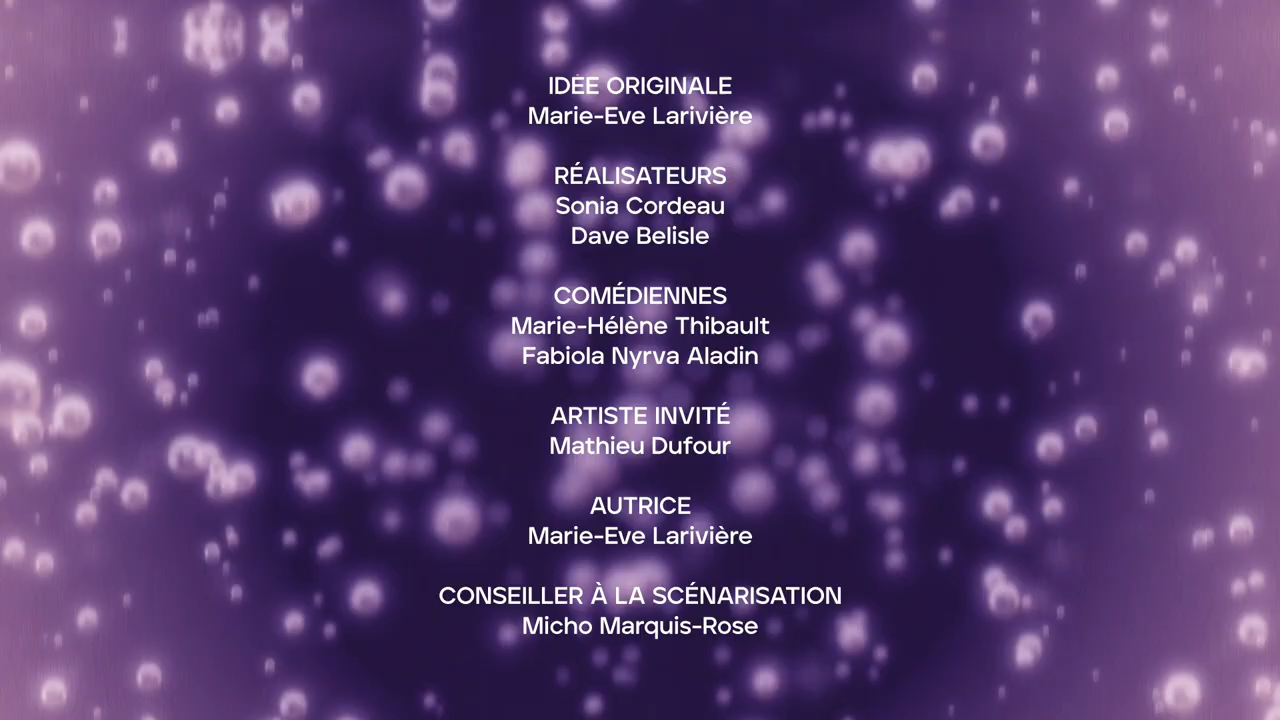 IDÉE ORIGINALE
Marie-Eve Larivière
RÉALISATEURS
Sonia Cordeau
Dave Belisle
COMÉDIENNES
Marie-Hélène Thibault
Fabiola Nyrva Aladin
ARTISTE INVITÉ
Mathieu Dufour
AUTRICE
Marie-Eve Larivière
CONSEILLER À LA SCÉNARISATION
Micho Marquis-Rose